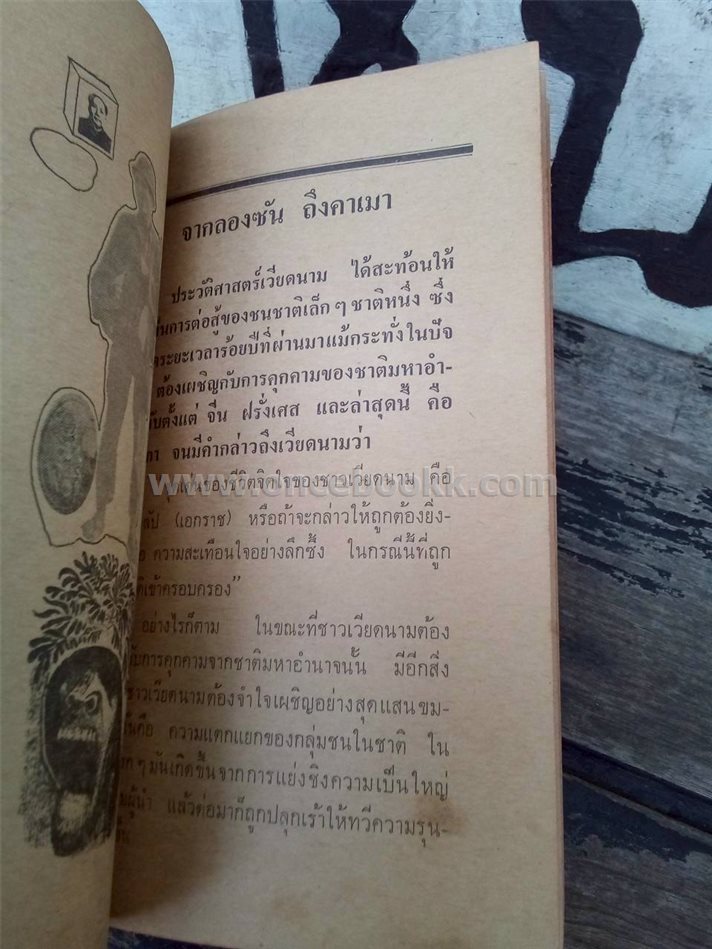 จากลองซัน ถึงคาเมา
ประวัติศาสตร์เวียดนาม ได้สะท้อนให้
การต่อสู้ของชนชาติเล็ก ๆ ชาติหนึ่ง ซึ่ง
ระยะเวลาร้อยปีที่ผ่านมาแม้กระทั่งในปัจ
ต้องเผชิญกับการคุกคามของชาติมหาอำ-
ตั้งแต่ จีน ฝรั่งเศส และล่าสุดนี้ คือ
จนมีคำกล่าวถึงเวียดนามว่า
ของชีวิตจิตใจของชาวเวียดนาม คือ
www.oncebookk.com
(เอกราช) หรือถ้าจะกล่าวให้ถูกต้องยิ่ง-
ความสะเทือนใจอย่างลึกซึ้ง ในกรณีนี้ที่ถูก
เข้าครอบครอง”
อย่างไรก็ตาม ในขณะที่ชาวเวียดนามต้อง
การคุกคามจากชาติมหาอำนาจนั้น มีอีกสิ่ง
ชาวเวียดนามต้องจำใจเผชิญอย่างสุดแสนขม-
คือ ความแตกแยกของกลุ่มชนในชาติ ใน
มันเกิดขึ้นจากการแย่งชิงความเป็นใหญ่
ผู้นำ แล้วต่อมาก็ถูกปลุกเร้าให้ทวีความรุน-